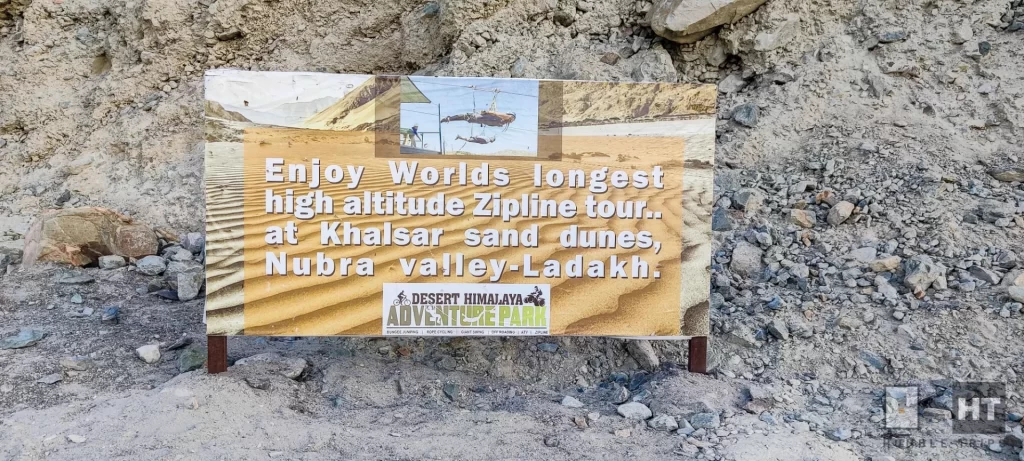 Enjoy Worlds longest
high altitude Zipline tour..
at Khalsar sand dunes,
Nubra valley-Ladakh.
DESERT HIMALAYA
ADVENTURE PARK
HT